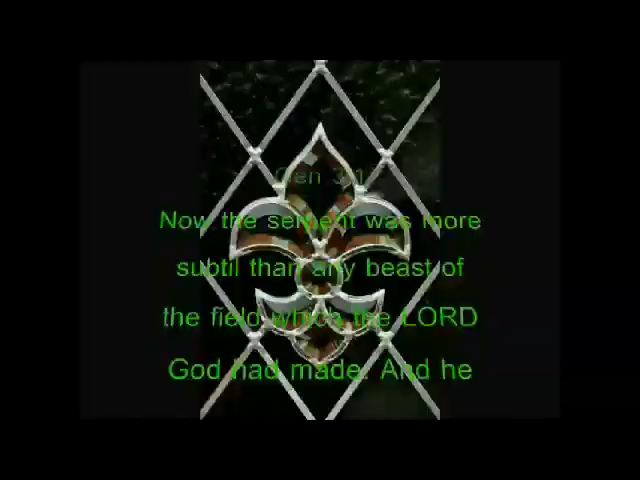 Gen 3:1
Now the serpent was more
subtil than any beast of
the field which the LORD
God had made. And he